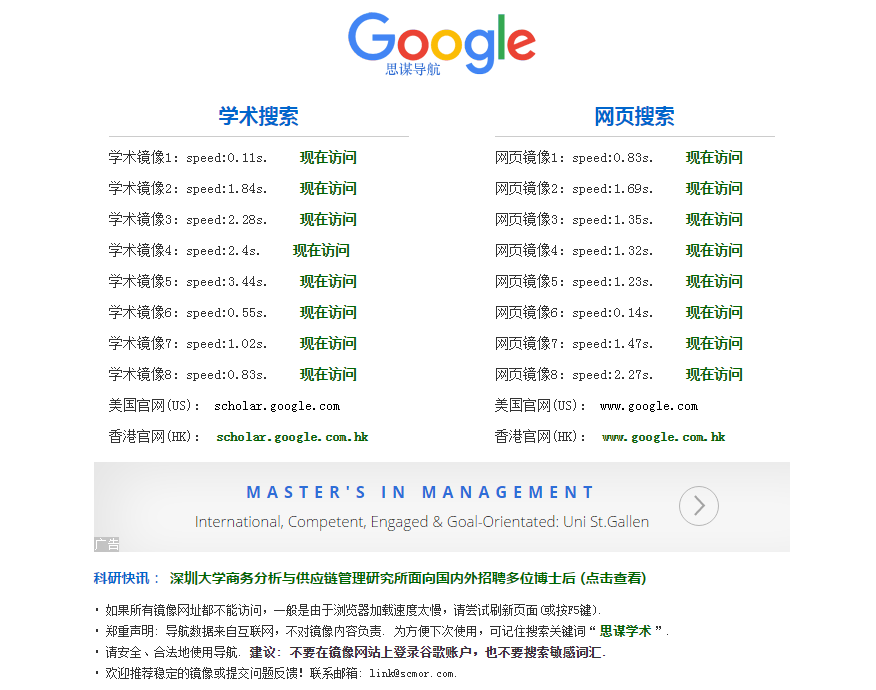 Google
思谋导航
学术搜索
学术镜像1: speed:0.11s. 现在访问
学术镜像2: speed:1.84s. 现在访问
学术镜像3: speed:2.28s. 现在访问
学术镜像4: speed:2.4s. 现在访问
学术镜像5: speed:3.44s. 现在访问
学术镜像6: speed:0.55s. 现在访问
学术镜像7: speed:1.02s. 现在访问
学术镜像8: speed:0.83s. 现在访问
美国官网(US): scholar.google.com
香港官网(HK): scholar.google.com.hk
网页搜索
网页镜像1: speed:0.83s. 现在访问
网页镜像2: speed:1.69s. 现在访问
网页镜像3: speed:1.35s. 现在访问
网页镜像4: speed:1.32s. 现在访问
网页镜像5: speed:1.23s. 现在访问
网页镜像6: speed:0.14s. 现在访问
网页镜像7: speed:1.47s. 现在访问
网页镜像8: speed:2.27s. 现在访问
美国官网(US): www.google.com
香港官网(HK): www.google.com.hk
MASTER'S IN MANAGEMENT
International, Competent, Engaged & Goal-Orientated: Uni St.Gallen
广告
科研快讯： 深圳大学商务分析与供应链管理研究所面向国内外招聘多位博士后 (点击查看)
· 如果所有镜像网址都不能访问，一般是由于浏览器加载速度太慢，请尝试刷新页面(或按F5键).
· 郑重声明: 导航数据来自互联网，不对镜像内容负责. 为方便下次使用，可记住搜索关键词“思谋学术”.
· 请安全、合法地使用导航. 建议: 不要在镜像网站上登录谷歌账户，也不要搜索敏感词汇.
· 欢迎推荐稳定的镜像或提交问题反馈! 联系邮箱: link@scmor.com.